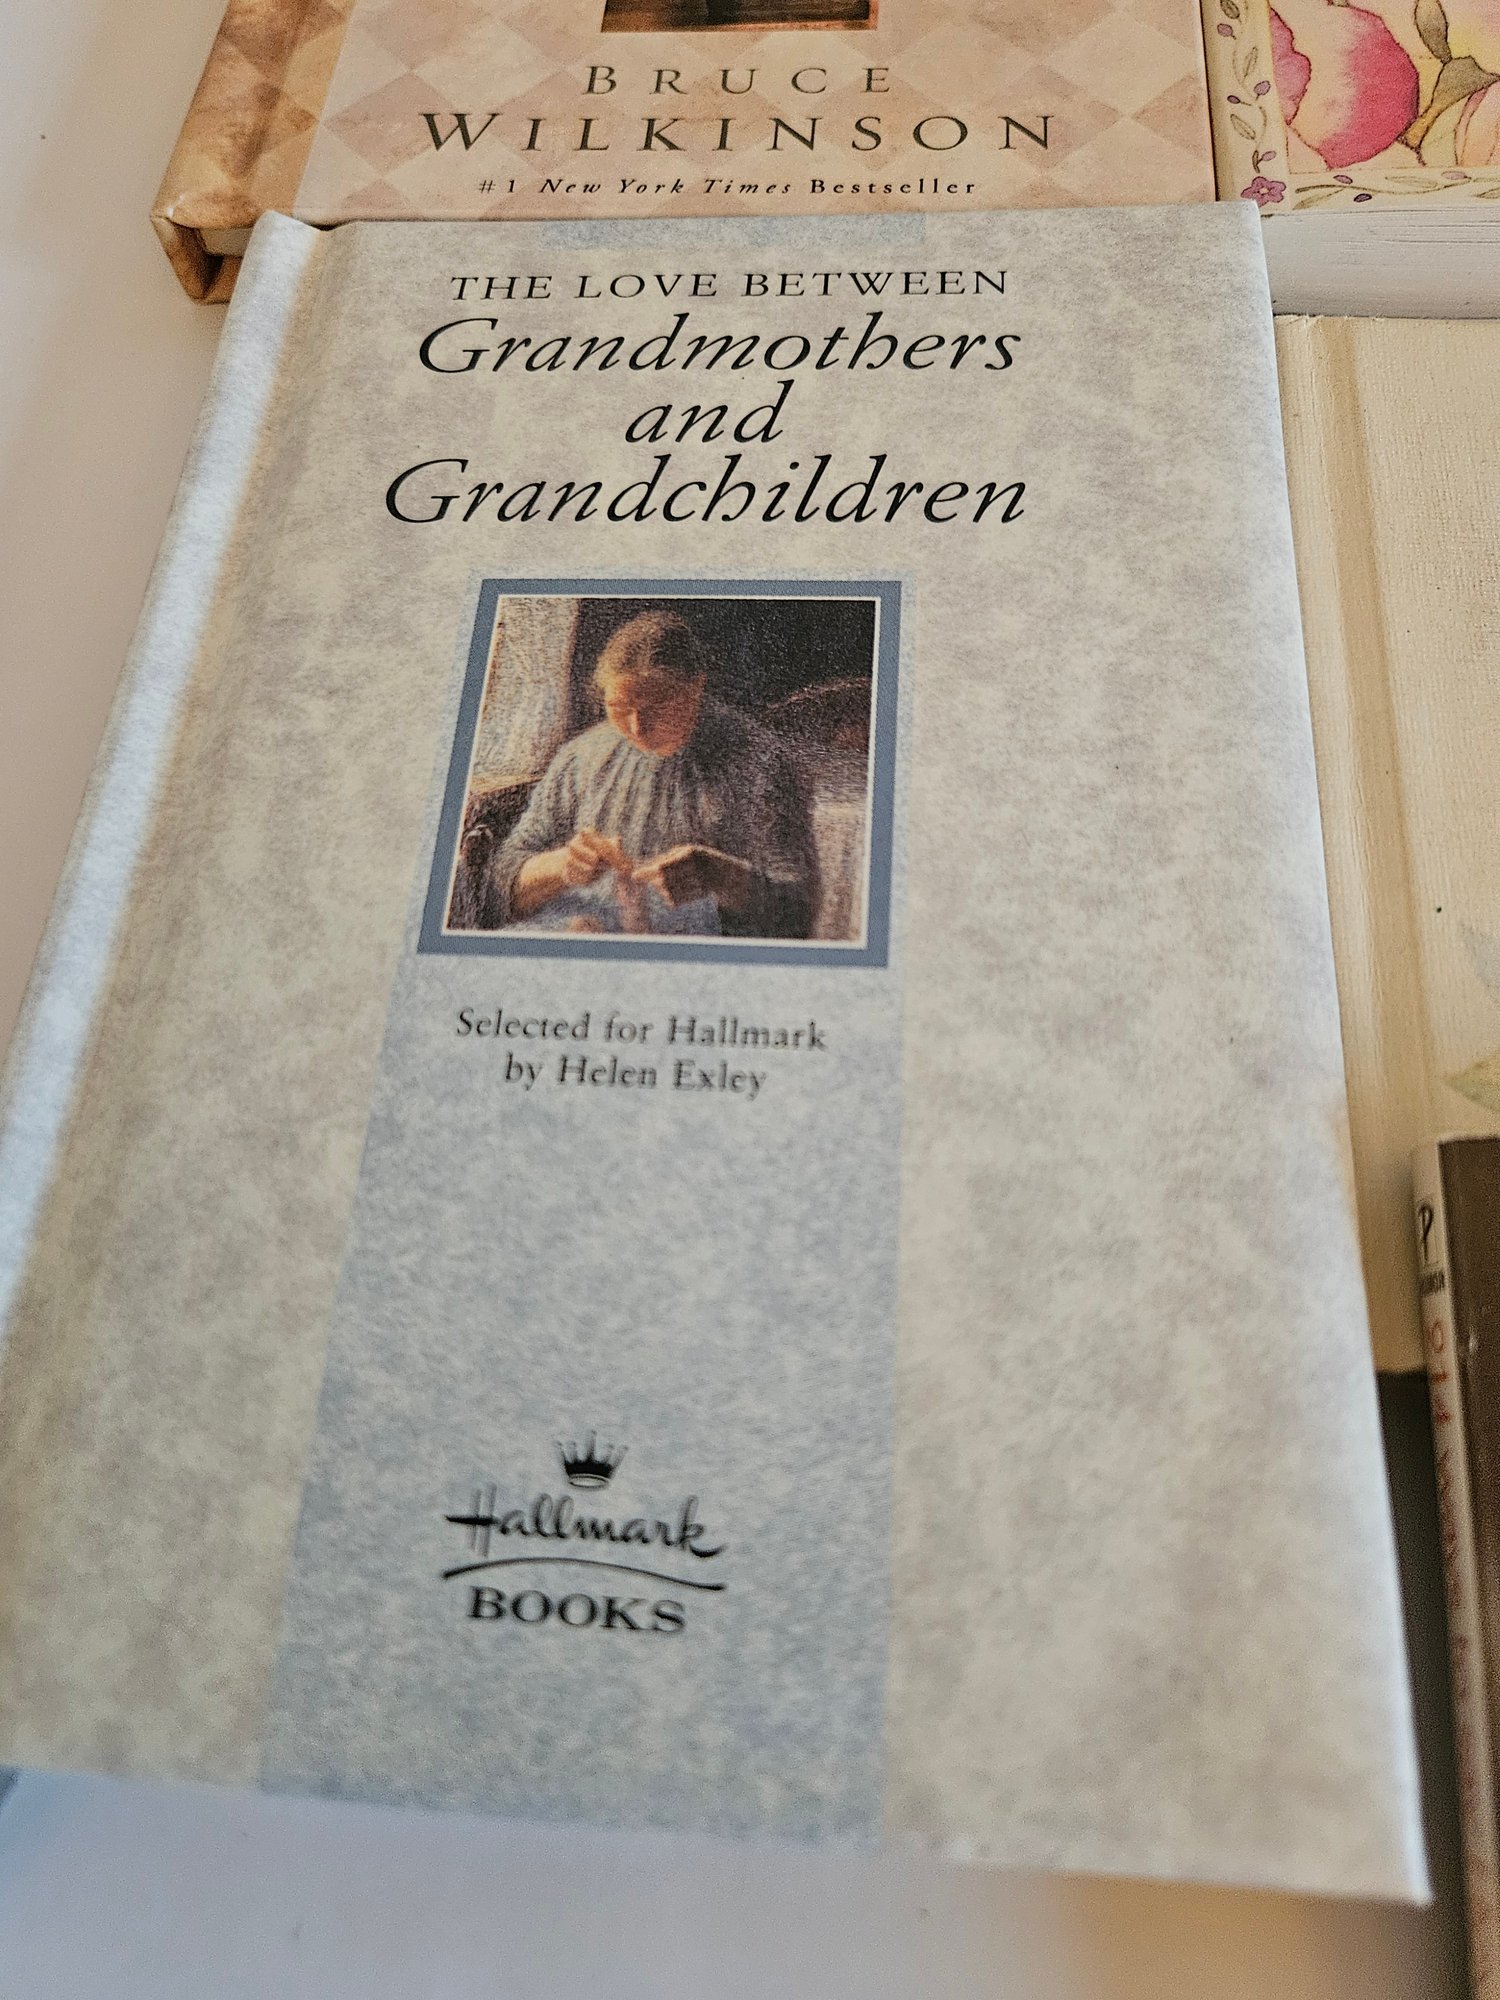 BRUCE
WILKINSON
#1 New York Times Bestseller
THE LOVE BETWEEN
Grandmothers
and
Grandchildren
Selected for Hallmark
by Helen Exley
Hallmark
BOOKS